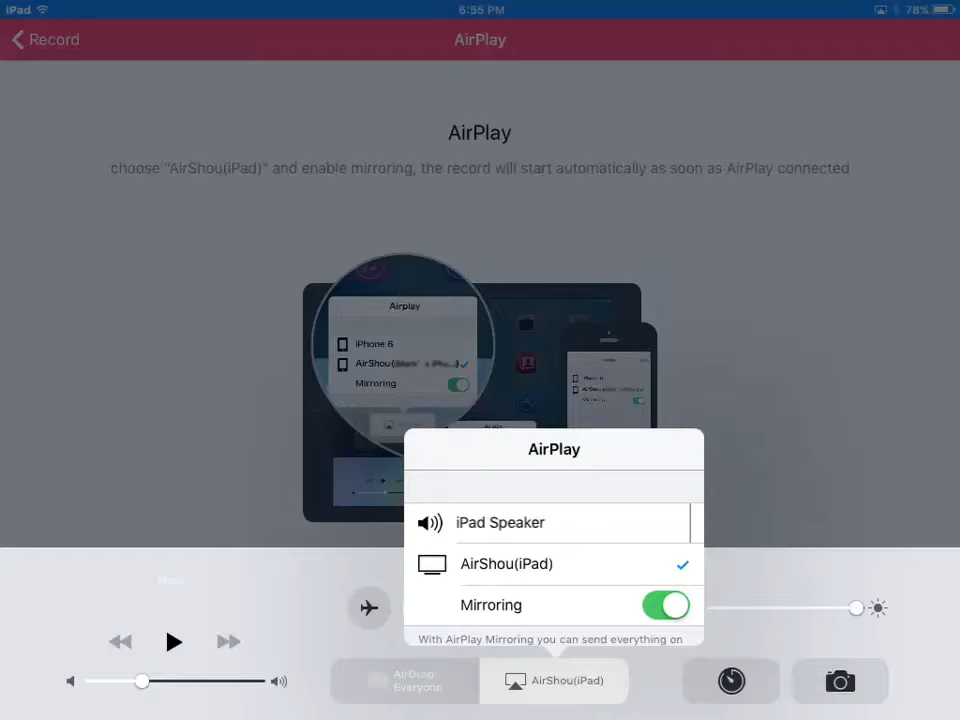 iPad
6:55 PM
78%
Record
AirPlay
AirPlay
choose "AirShou(iPad)" and enable mirroring, the record will start automatically as soon as AirPlay connected
Airplay
iPhone 6
AirShou(
Mirroring
AirPlay
iPad Speaker
AirShou(iPad)
Mirroring
With AirPlay Mirroring you can send everything on
Music
AirDrop:
Everyone
AirShou(iPad)